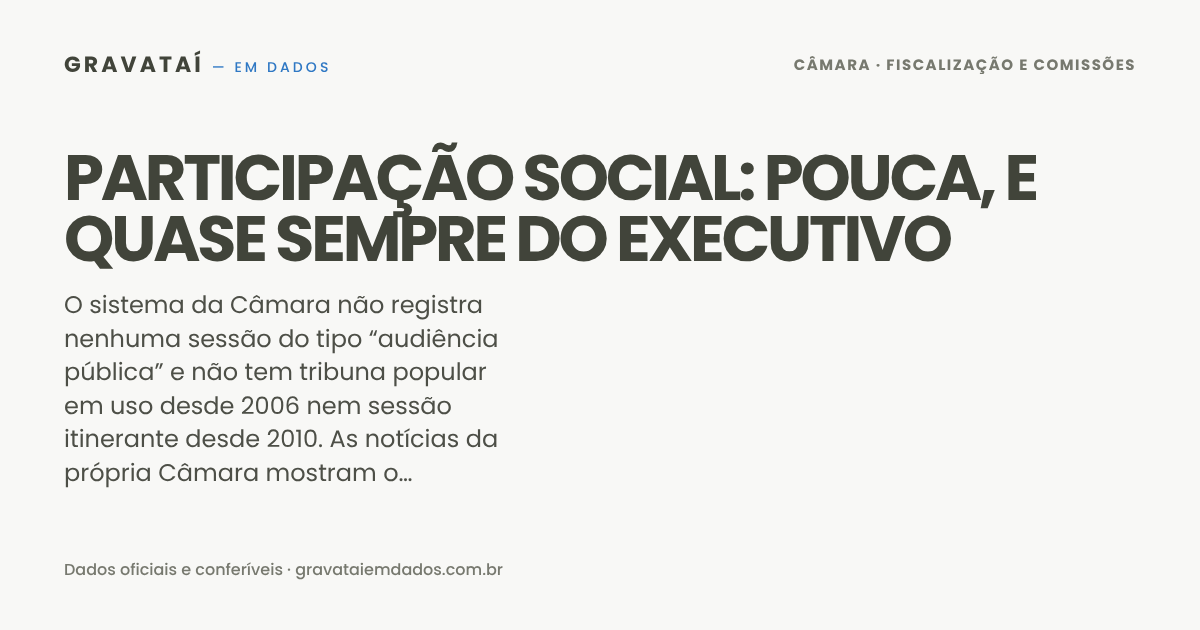 GRAVATAÍ — EM DADOS
CÂMARA · FISCALIZAÇÃO E COMISSÕES
PARTICIPAÇÃO SOCIAL: POUCA, E
QUASE SEMPRE DO EXECUTIVO
O sistema da Câmara não registra
nenhuma sessão do tipo “audiência
pública” e não tem tribuna popular
em uso desde 2006 nem sessão
itinerante desde 2010. As notícias da
própria Câmara mostram o...
Dados oficiais e conferíveis · gravataiemdados.com.br